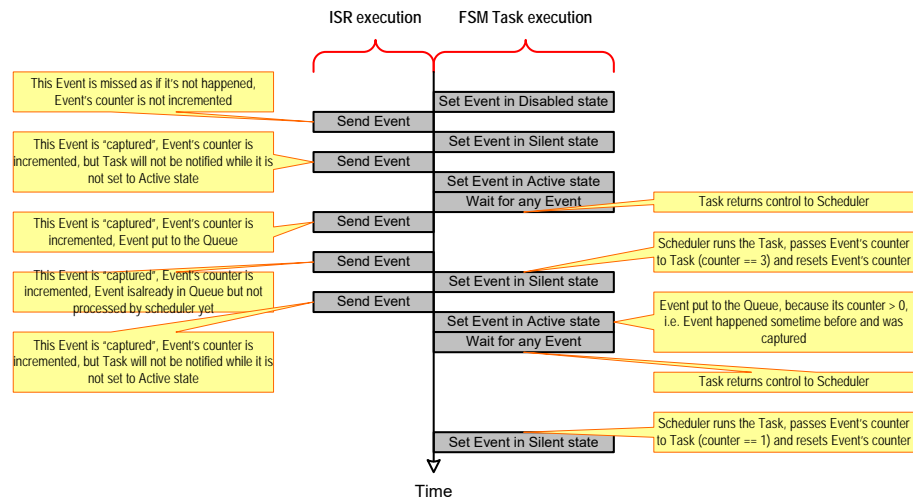 ISR execution
FSM Task execution
This Event is missed as if it's not happened,
Event's counter is not incremented
Set Event in Disabled state
Send Event
Set Event in Silent state
This Event is "captured", Event's counter is
incremented, but Task will not be notified while it is
not set to Active state
Send Event
Set Event in Active state
Wait for any Event
Task returns control to Scheduler
This Event is "captured", Event's counter is
incremented, Event put to the Queue
Send Event
Scheduler runs the Task, passes Event's counter
to Task (counter == 3) and resets Event's counter
Send Event
This Event is "captured", Event's counter is
incremented, Event isalready in Queue but not
processed by scheduler yet
Set Event in Silent state
Send Event
Event put to the Queue, because its counter > 0,
i.e. Event happened sometime before and was
captured
Set Event in Active state
Wait for any Event
This Event is "captured", Event's counter is
incremented, but Task will not be notified while it is
not set to Active state
Task returns control to Scheduler
Scheduler runs the Task, passes Event's counter
to Task (counter == 1) and resets Event's counter
Set Event in Silent state
Time